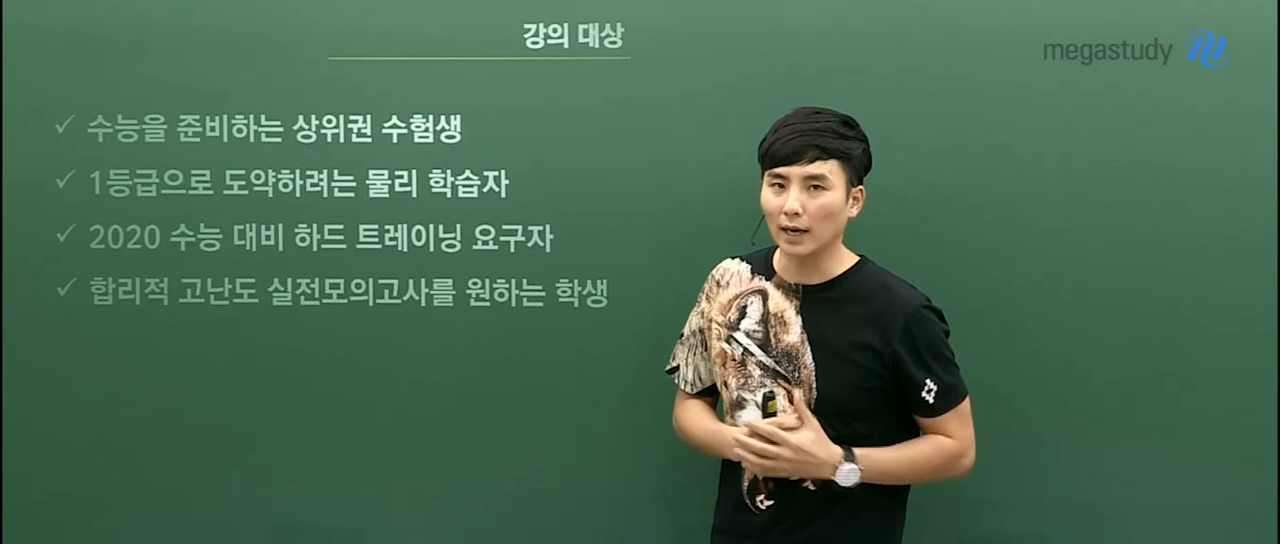 강의 대상
megastudy
수능을 준비하는 상위권 수험생
1등급으로 도약하려는 물리 학습자
2020 수능 대비 하드 트레이닝 요구자
합리적 고난도 실전모의고사를 원하는 학생